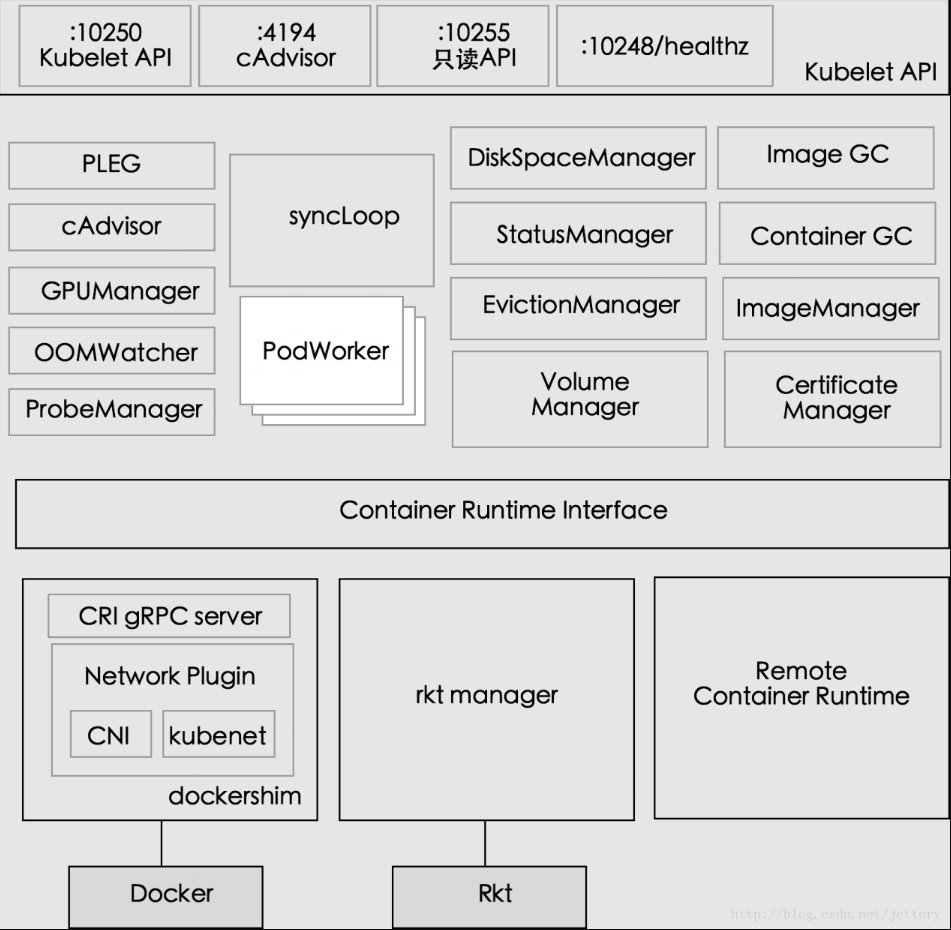 :10250
Kubelet API
:4194
cAdvisor
:10255
只读API
:10248/healthz
Kubelet API
PLEG
cAdvisor
GPUManager
OOMWatcher
ProbeManager
syncLoop
PodWorker
DiskSpaceManager
StatusManager
EvictionManager
Volume
Manager
Image GC
Container GC
ImageManager
Certificate
Manager
Container Runtime Interface
CRI gRPC server
Network Plugin
CNI
kubenet
dockershim
rkt manager
Remote
Container Runtime
Docker
Rkt
http://blog.csdn.net/jettery